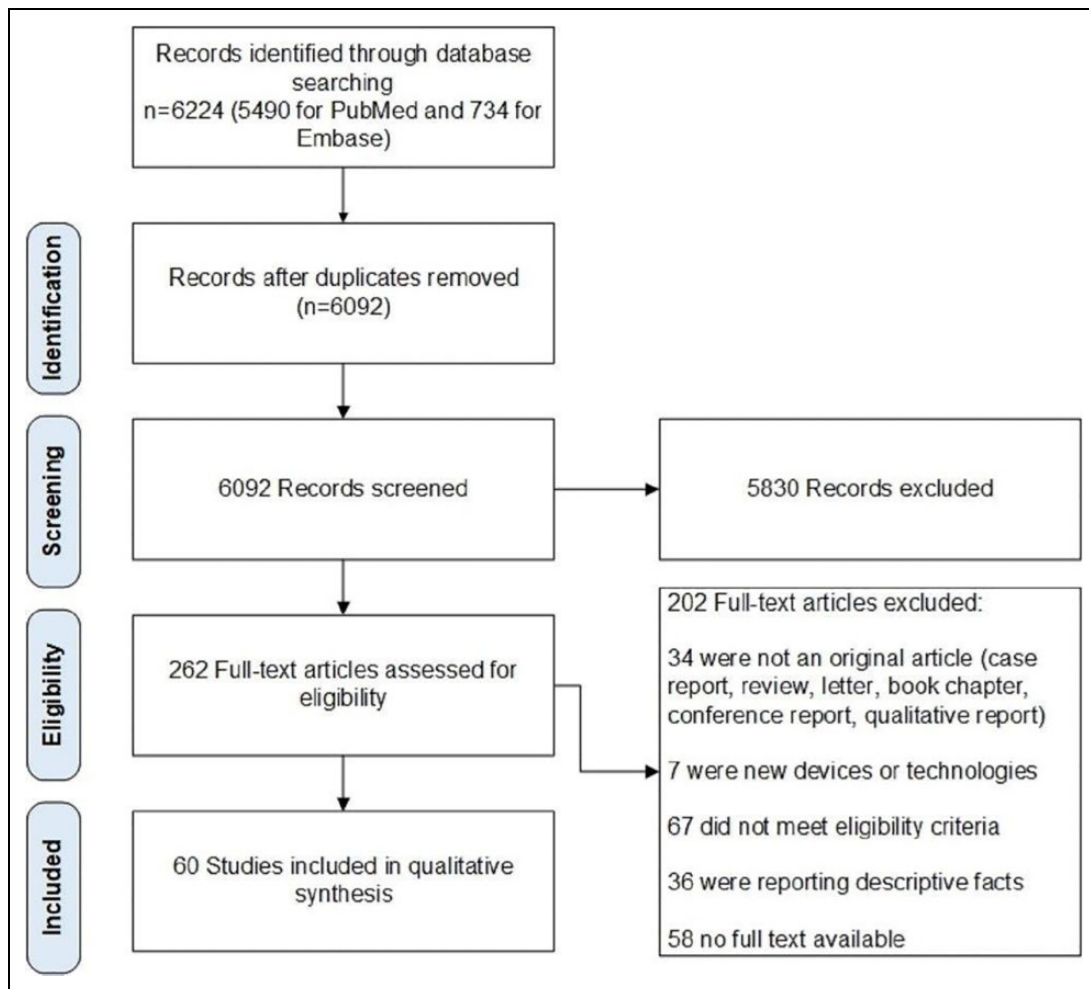 Records identified through database
searching
n=6224 (5490 for PubMed and 734 for
Embase)
Identification
Records after duplicates removed
(n=6092)
Screening
6092 Records screened
5830 Records excluded
Eligibility
262 Full-text articles assessed for
eligibility
202 Full-text articles excluded:
34 were not an original article (case
report, review, letter, book chapter,
conference report, qualitative report)
7 were new devices or technologies
67 did not meet eligibility criteria
36 were reporting descriptive facts
58 no full text available
Included
60 Studies included in qualitative
synthesis